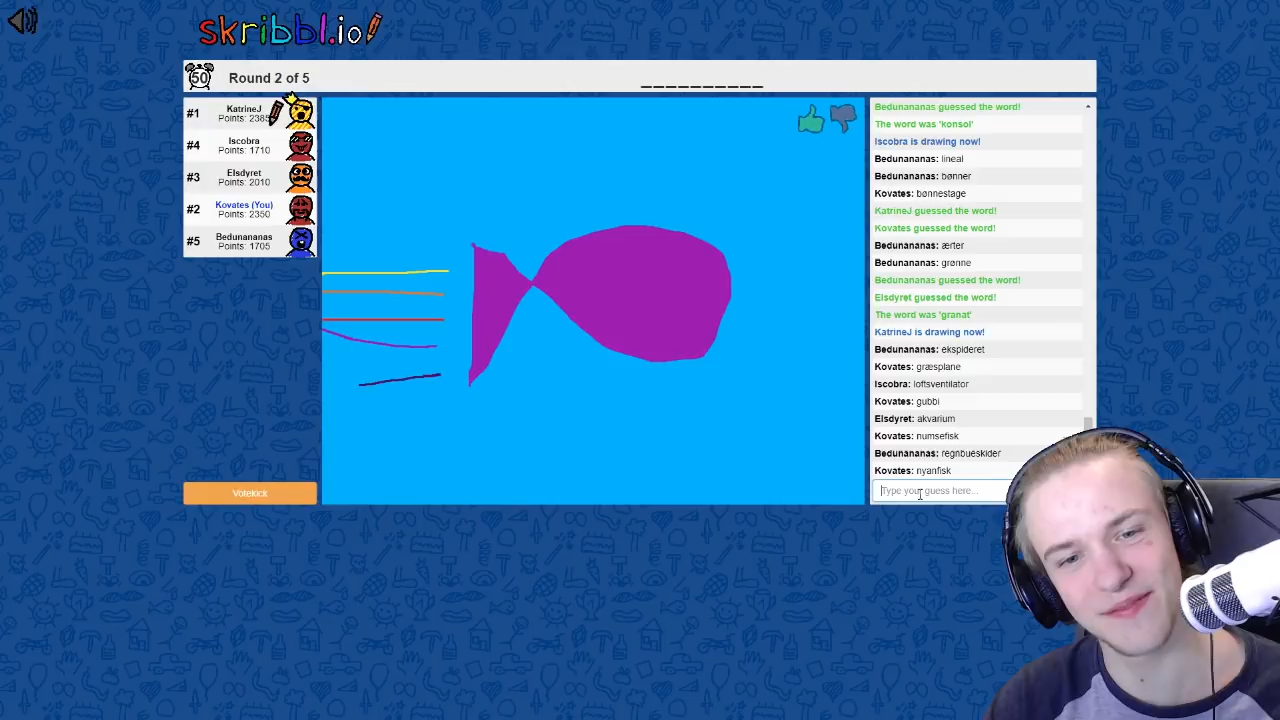 skribbl.io
50
Round 2 of 5
__________
#1 KatrineJ
Points: 2385
#4 Iscobra
Points: 1710
#3 Elsdyret
Points: 2010
#2 Kovates (You)
Points: 2350
#5 Bedunananas
Points: 1705
Votekick
Bedunananas guessed the word!
The word was 'konsol'
Iscobra is drawing now!
Bedunananas: lineal
Bedunananas: bønner
Kovates: bønnestage
KatrineJ guessed the word!
Kovates guessed the word!
Bedunananas: ærter
Bedunananas: grønne
Bedunananas guessed the word!
Elsdyret guessed the word!
The word was 'granat'
KatrineJ is drawing now!
Bedunananas: ekspideret
Kovates: græsplane
Iscobra: loftsventilator
Kovates: gubbi
Elsdyret: akvarium
Kovates: numsefisk
Bedunananas: regnbueskider
Kovates: nyanfisk
Type your guess here...